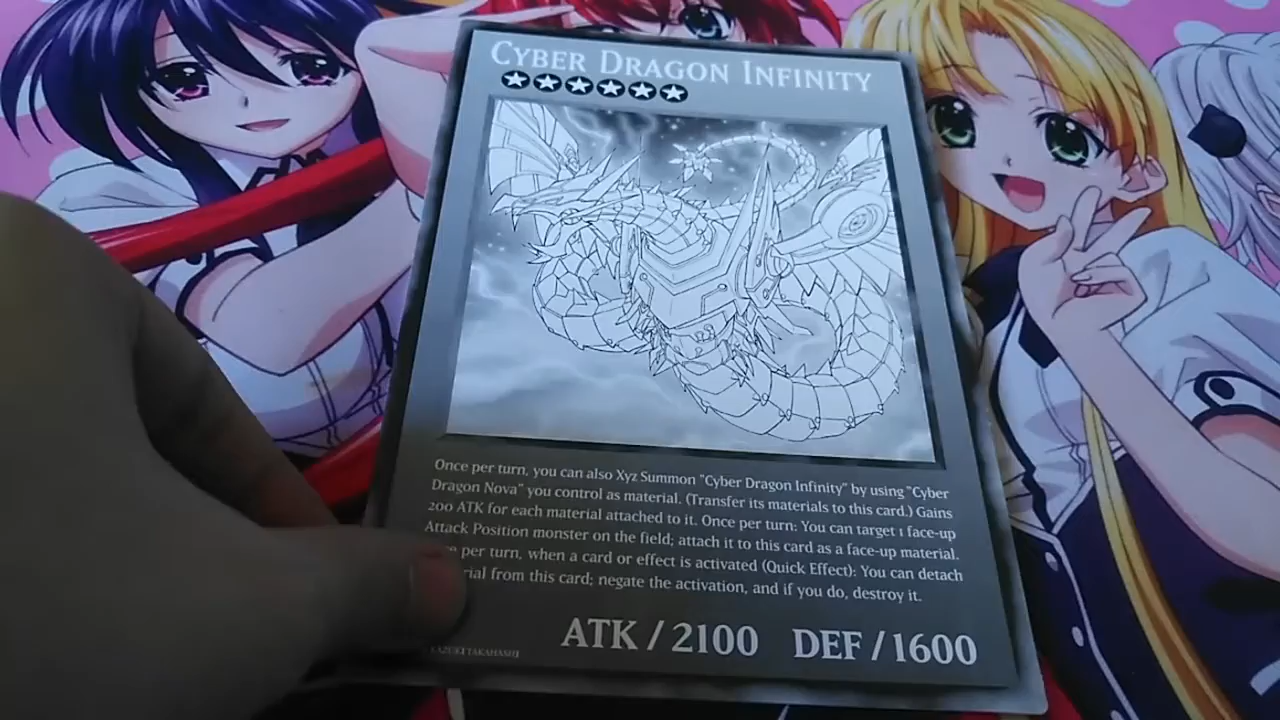 CYBER DRAGON INFINITY
Once per turn, you can also Xyz Summon "Cyber Dragon Infinity" by using "Cyber
Dragon Nova" you control as material. (Transfer its materials to this card.) Gains
200 ATK for each material attached to it. Once per turn: You can target 1 face-up
Attack Position monster on the field; attach it to this card as a face-up material.
per turn, when a card or effect is activated (Quick Effect): You can detach
from this card; negate the activation, and if you do, destroy it.
ATK / 2100 DEF / 1600
KAZUKI TAKAHASHI